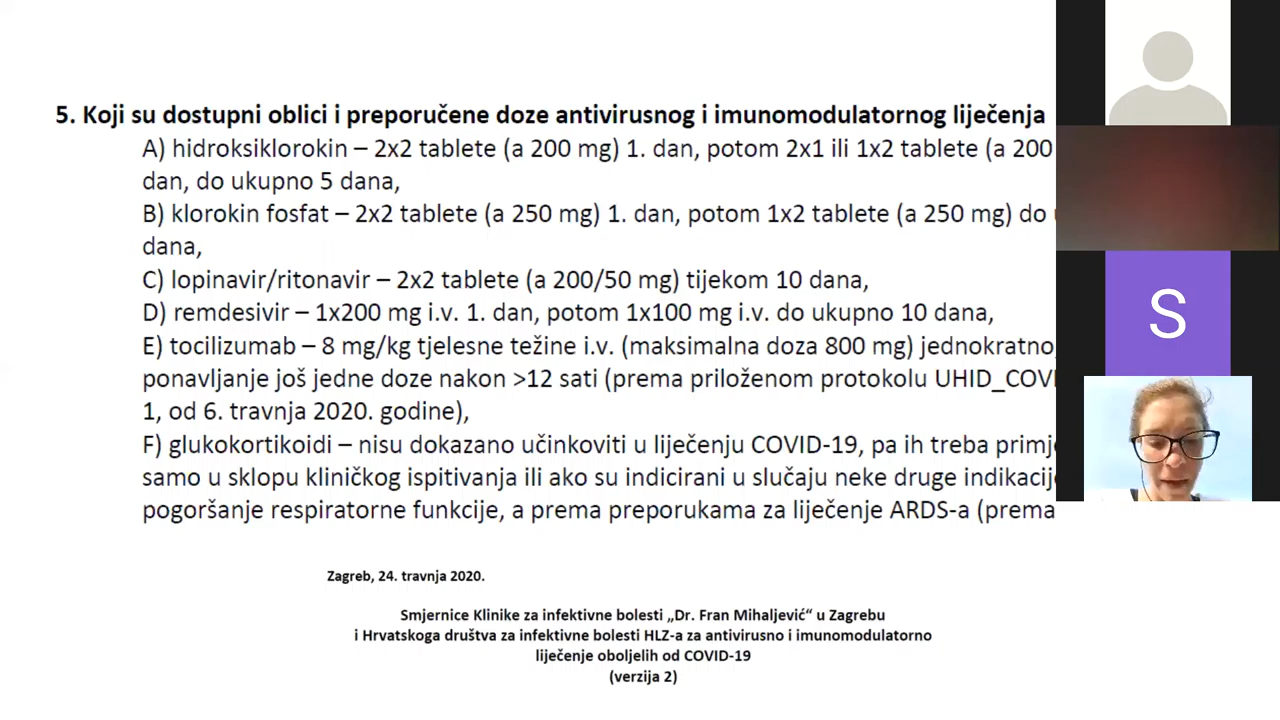 5. Koji su dostupni oblici i preporučene doze antivirusnog i imunomodulatornog liječenja
A) hidroksiklorokin – 2x2 tablete (a 200 mg) 1. dan, potom 2x1 ili 1x2 tablete (a 200
dan, do ukupno 5 dana,
B) klorokin fosfat – 2x2 tablete (a 250 mg) 1. dan, potom 1x2 tablete (a 250 mg) do
dana,
C) lopinavir/ritonavir – 2x2 tablete (a 200/50 mg) tijekom 10 dana,
D) remdesivir – 1x200 mg i.v. 1. dan, potom 1x100 mg i.v. do ukupno 10 dana,
E) tocilizumab – 8 mg/kg tjelesne težine i.v. (maksimalna doza 800 mg) jednokratno,
ponavljanje još jedne doze nakon >12 sati (prema priloženom protokolu
1, od 6. travnja 2020. godine),
F) glukokortikoidi – nisu dokazano učinkoviti u liječenju COVID-19, pa ih treba
samo u sklopu kliničkog ispitivanja ili ako su indicirani u slučaju neke druge
pogoršanje respiratorne funkcije, a prema preporukama za liječenje ARDS-a (prema
Zagreb, 24. travnja 2020.
Smjernice Klinike za infektivne bolesti „Dr. Fran Mihaljević“ u Zagrebu
i Hrvatskoga društva za infektivne bolesti HLZ-a za antivirusno i imunomodulatorno
liječenje oboljelih od COVID-19
(verzija 2)
S